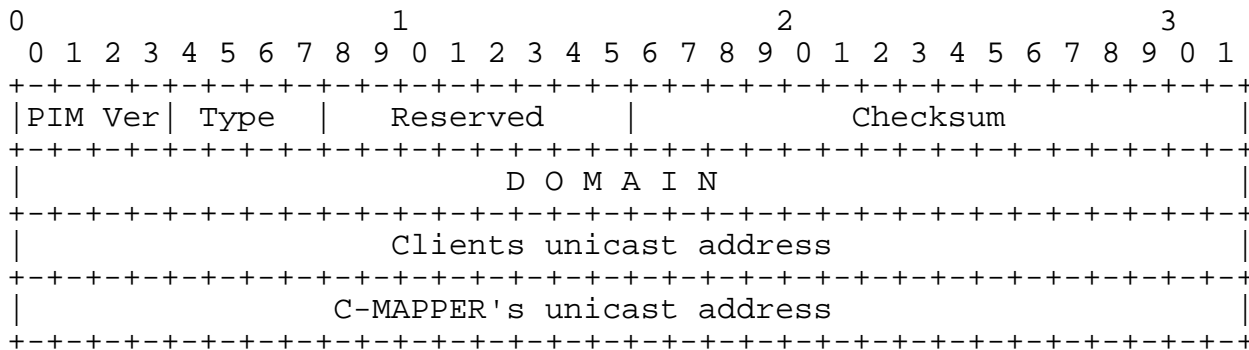 0                   1                   2                   3
 0 1 2 3 4 5 6 7 8 9 0 1 2 3 4 5 6 7 8 9 0 1 2 3 4 5 6 7 8 9 0 1
+-+-+-+-+-+-+-+-+-+-+-+-+-+-+-+-+-+-+-+-+-+-+-+-+-+-+-+-+-+-+-+-+
|PIM Ver| Type  |   Reserved    |           Checksum            |
+-+-+-+-+-+-+-+-+-+-+-+-+-+-+-+-+-+-+-+-+-+-+-+-+-+-+-+-+-+-+-+-+
|                         D O M A I N                           |
+-+-+-+-+-+-+-+-+-+-+-+-+-+-+-+-+-+-+-+-+-+-+-+-+-+-+-+-+-+-+-+-+
|                   Clients unicast address                     |
+-+-+-+-+-+-+-+-+-+-+-+-+-+-+-+-+-+-+-+-+-+-+-+-+-+-+-+-+-+-+-+-+
|                C-MAPPER's unicast address                     |
+-+-+-+-+-+-+-+-+-+-+-+-+-+-+-+-+-+-+-+-+-+-+-+-+-+-+-+-+-+-+-+-+